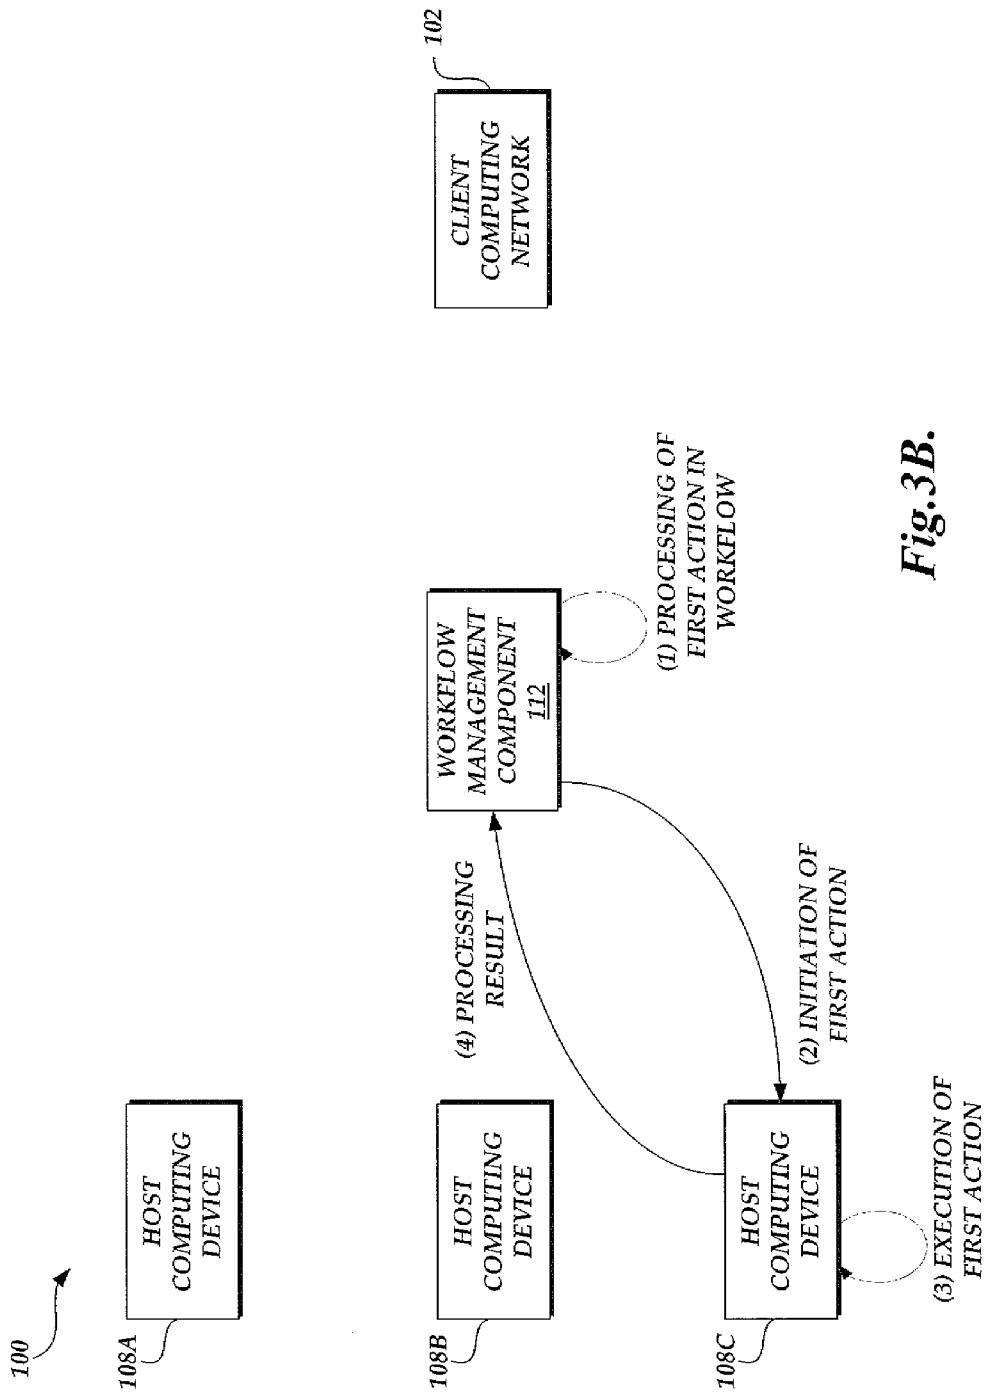 100
108A
HOST
COMPUTING
DEVICE
108B
HOST
COMPUTING
DEVICE
108C
HOST
COMPUTING
DEVICE
(3) EXECUTION OF
FIRST ACTION
(4) PROCESSING
RESULT
(2) INITIATION OF
FIRST ACTION
WORKFLOW
MANAGEMENT
COMPONENT
112
(1) PROCESSING OF
FIRST ACTION IN
WORKFLOW
CLIENT
COMPUTING
NETWORK
102
Fig.3B.